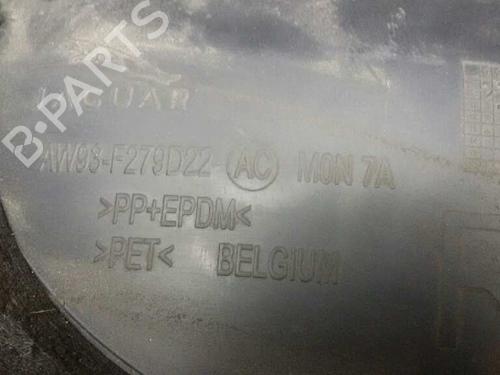 B-PARTS
JAGUAR
AW93-F279D22-AC M0N 7A
>PP+EPDM<
>PET< BELGIUM